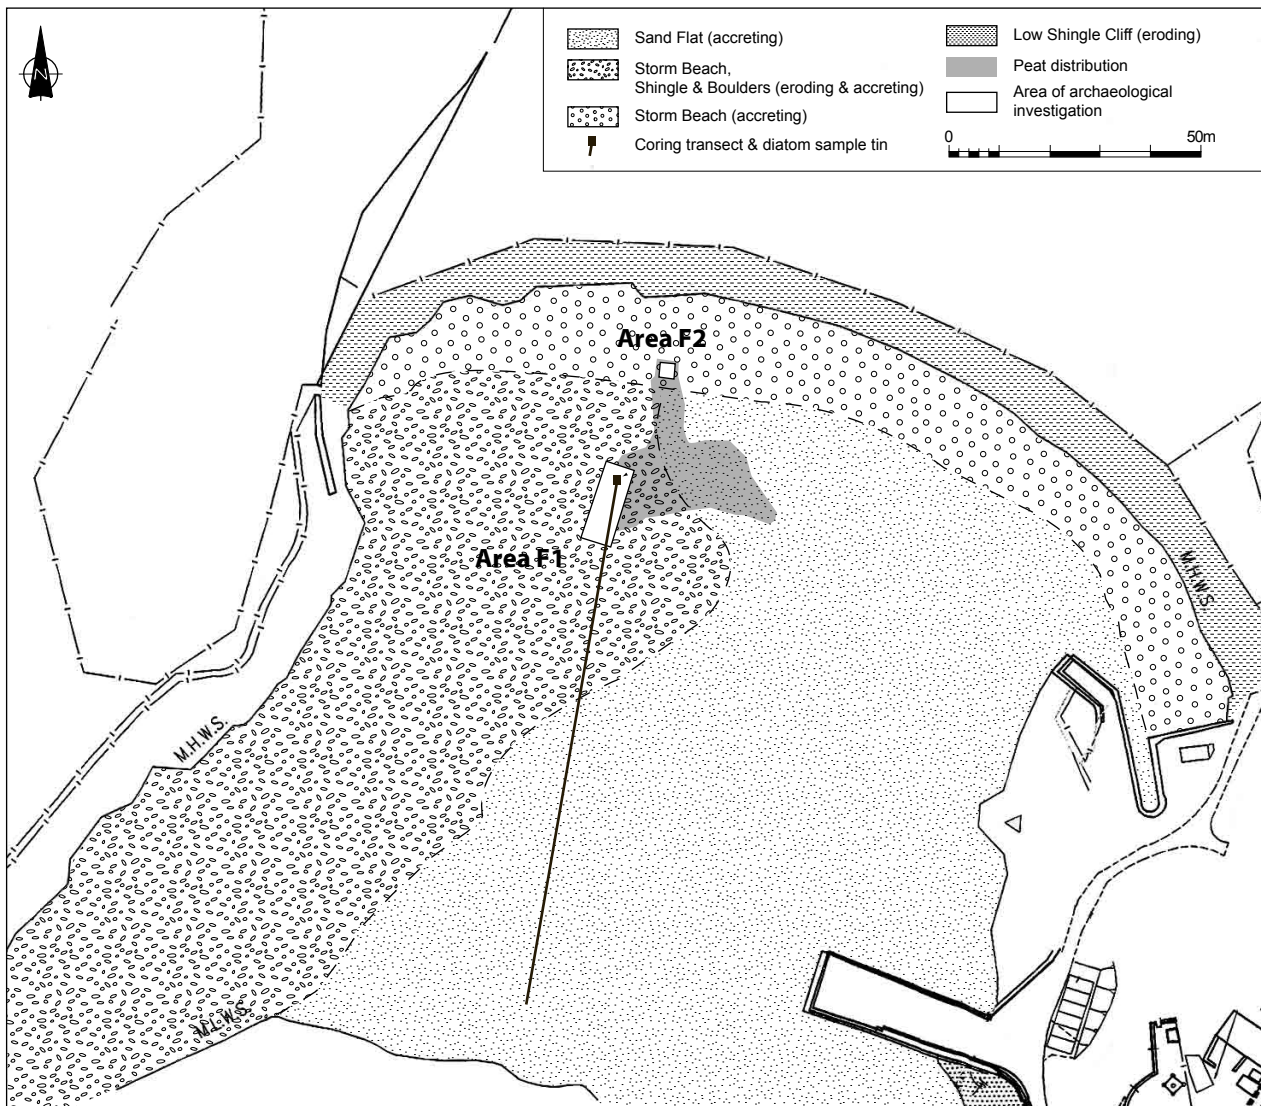 N
Sand Flat (accreting)
Storm Beach,
Shingle & Boulders (eroding & accreting)
Storm Beach (accreting)
Coring transect & diatom sample tin
Low Shingle Cliff (eroding)
Peat distribution
Area of archaeological
investigation
0 50m
Area F2
Area F1
M.H.W.S.
M.H.W.S.
M.L.W.S.